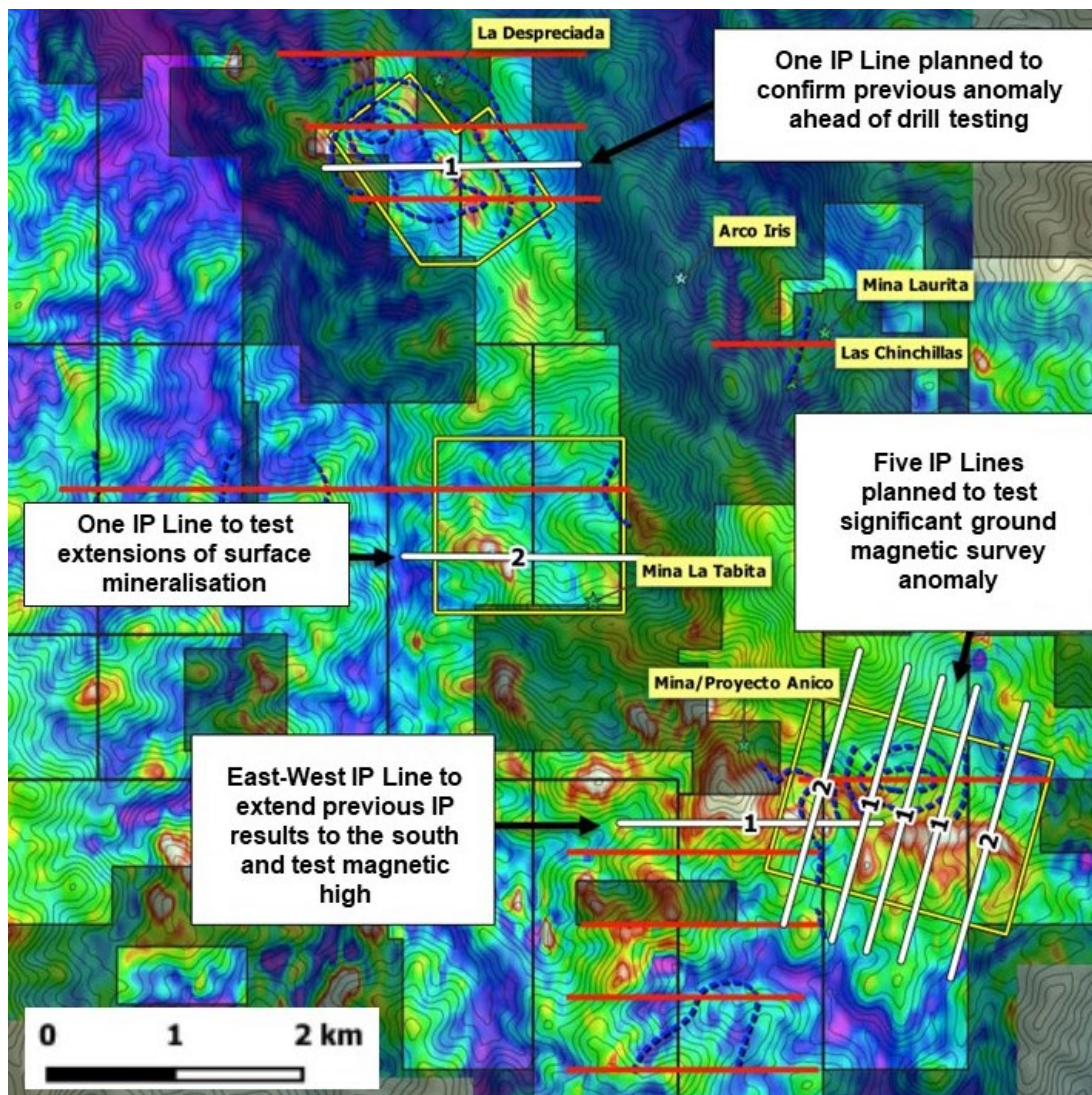 La Despreciada
One IP Line planned to
confirm previous anomaly
ahead of drill testing
1
Arco Iris
Mina Laurita
Las Chinchillas
Five IP Lines
planned to test
significant ground
magnetic survey
anomaly
One IP Line to test
extensions of surface
mineralisation
2
Mina La Tabita
Mina/Proyecto Anico
East-West IP Line to
extend previous IP
results to the south
and test magnetic
high
1
2
1
1
1
2
0 1 2 km